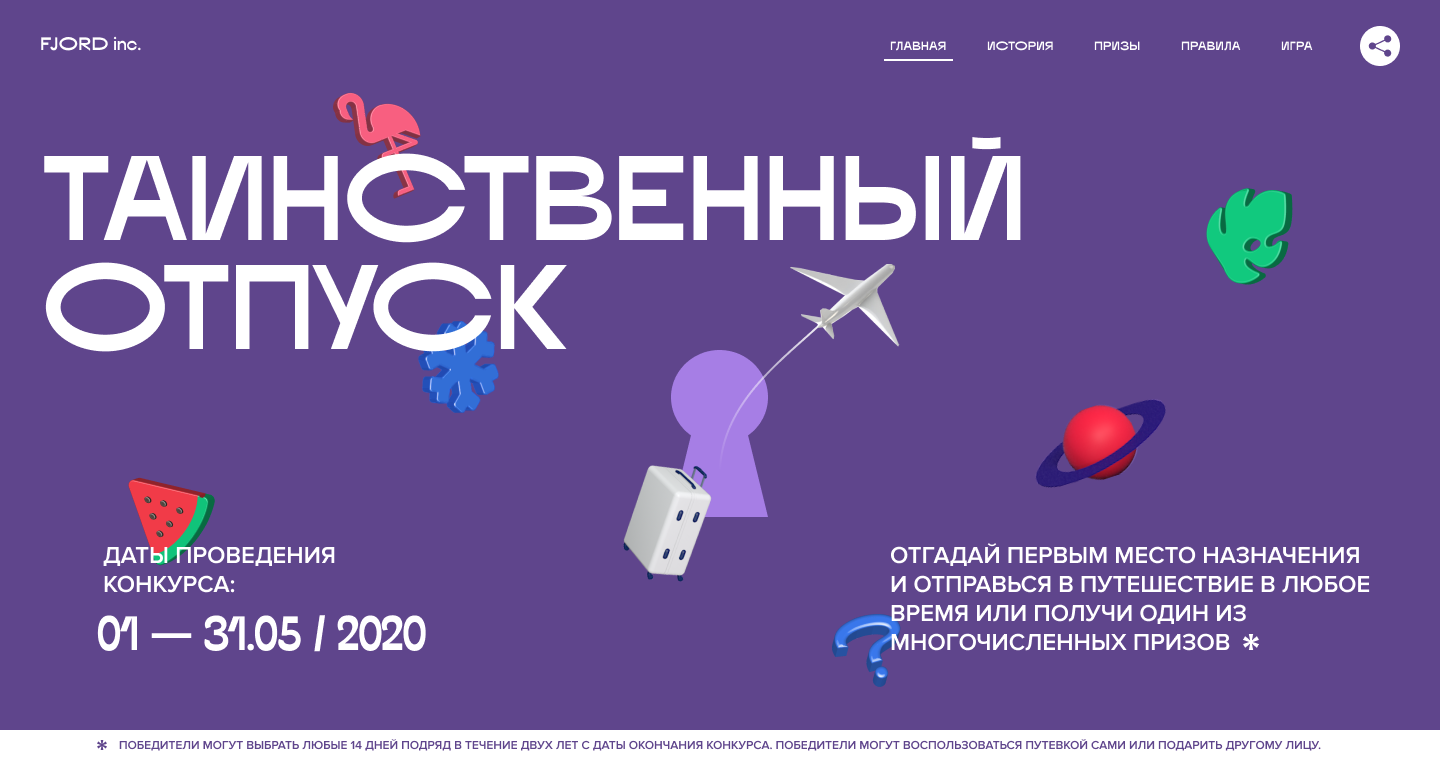 FJORD inc.
ГЛАВНАЯ ИСТОРИЯ ПРИЗЫ ПРАВИЛА ИГРА
ТАИНСТВЕННЫЙ
ОТПУСК
ДАТЫ ПРОВЕДЕНИЯ
КОНКУРСА:
01 — 31.05 / 2020
ОТГАДАЙ ПЕРВЫМ МЕСТО НАЗНАЧЕНИЯ
И ОТПРАВЬСЯ В ПУТЕШЕСТВИЕ В ЛЮБОЕ
ВРЕМЯ ИЛИ ПОЛУЧИ ОДИН ИЗ
МНОГОЧИСЛЕННЫХ ПРИЗОВ *
?
* ПОБЕДИТЕЛИ МОГУТ ВЫБРАТЬ ЛЮБЫЕ 14 ДНЕЙ ПОДРЯД В ТЕЧЕНИЕ ДВУХ ЛЕТ С ДАТЫ ОКОНЧАНИЯ КОНКУРСА. ПОБЕДИТЕЛИ МОГУТ ВОСПОЛЬЗОВАТЬСЯ ПУТЕВКОЙ САМИ ИЛИ ПОДАРИТЬ ДРУГОМУ ЛИЦУ.